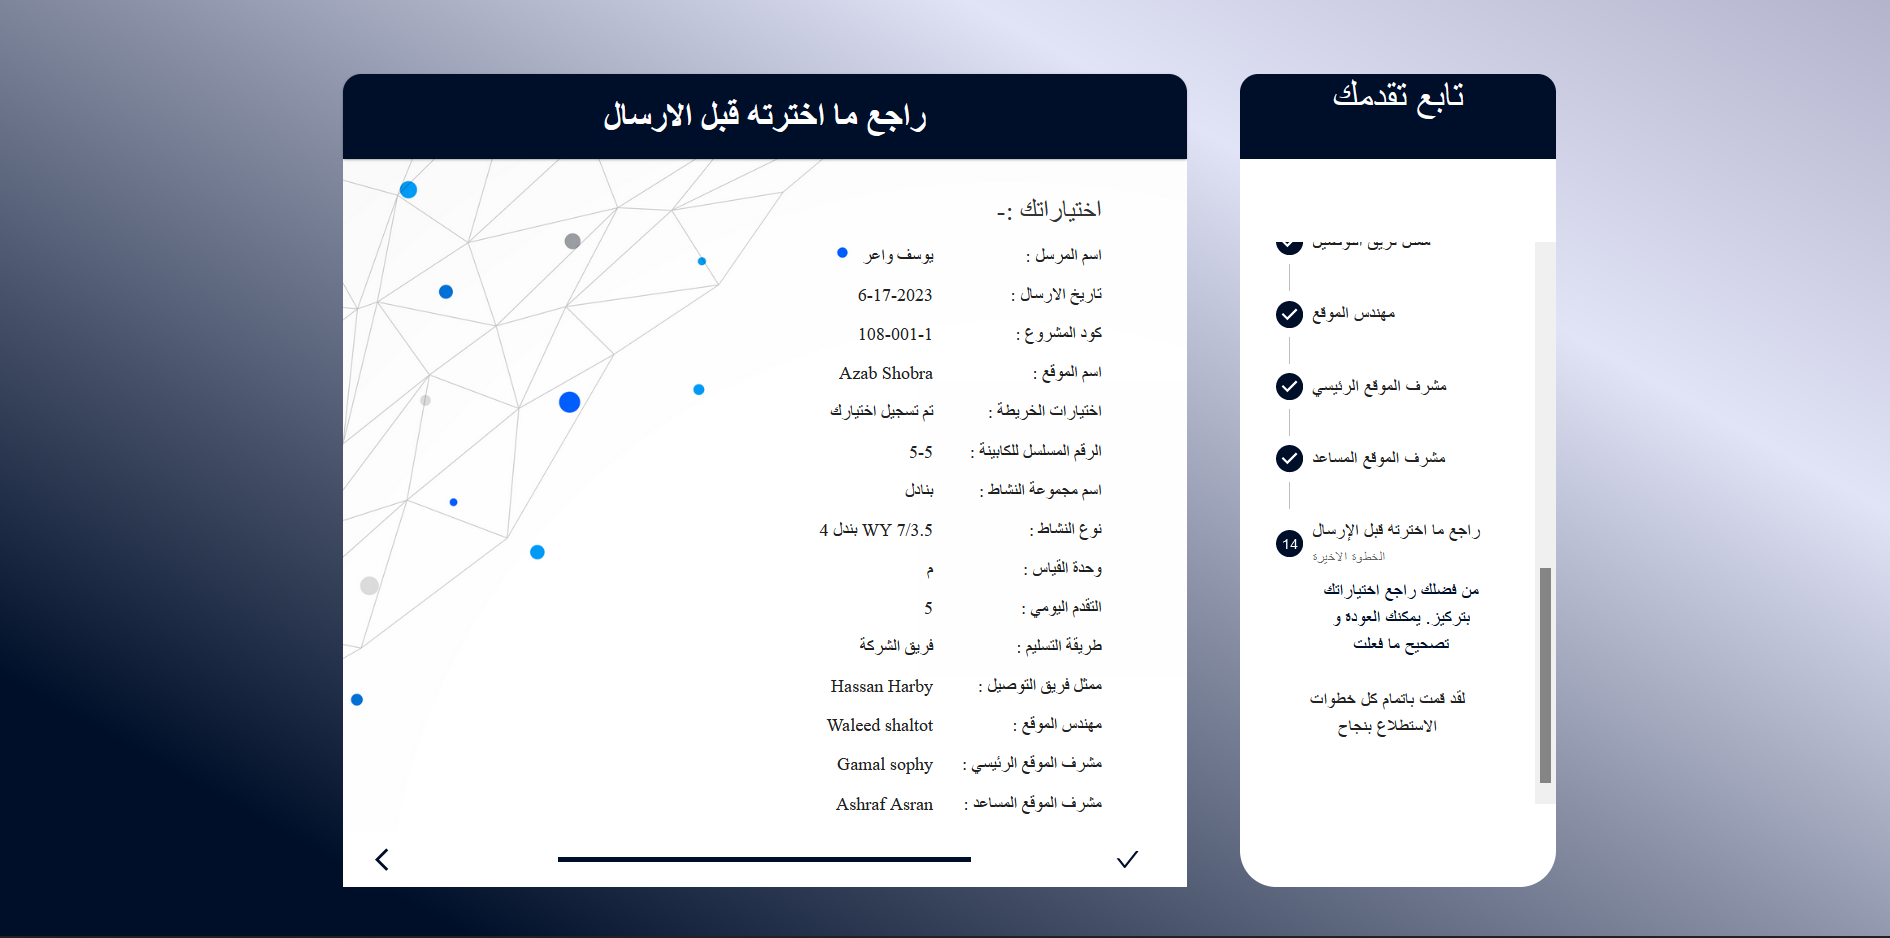 راجع ما اخترته قبل الارسال
اختياراتك :-
اسم المرسل : يوسف واعر
تاريخ الارسال : 6-17-2023
كود المشروع : 108-001-1
اسم الموقع : Azab Shobra
اختيارات الخريطة : تم تسجيل اختيارك
الرقم المسلسل للكابينة : 5-5
اسم مجموعة النشاط : بنادل
نوع النشاط : WY 7/3.5 بندل 4
وحدة القياس : م
التقدم اليومي : 5
طريقة التسليم : فريق الشركة
ممثل فريق التوصيل : Hassan Harby
مهندس الموقع : Waleed shaltot
مشرف الموقع الرئيسي : Gamal sophy
مشرف الموقع المساعد : Ashraf Asran
تابع تقدمك
ممثل فريق التوصيل
مهندس الموقع
مشرف الموقع الرئيسي
مشرف الموقع المساعد
14 راجع ما اخترته قبل الإرسال
الخطوة الاخيرة
من فضلك راجع اختياراتك
بتركيز. يمكنك العودة و
تصحيح ما فعلت
لقد قمت باتمام كل خطوات
الاستطلاع بنجاح